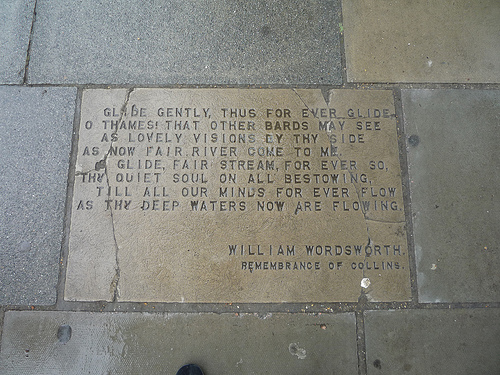 GLIDE GENTLY, THUS FOR EVER GLIDE,
O THAMES! THAT OTHER BARDS MAY SEE
AS LOVELY VISIONS BY THY SIDE
AS NOW FAIR RIVER COME TO ME.
GLIDE, FAIR STREAM, FOR EVER SO,
THY QUIET SOUL ON ALL BESTOWING,
TILL ALL OUR MINDS FOR EVER FLOW
AS THY DEEP WATERS NOW ARE FLOWING.
WILLIAM WORDSWORTH.
REMEMBRANCE OF COLLINS.